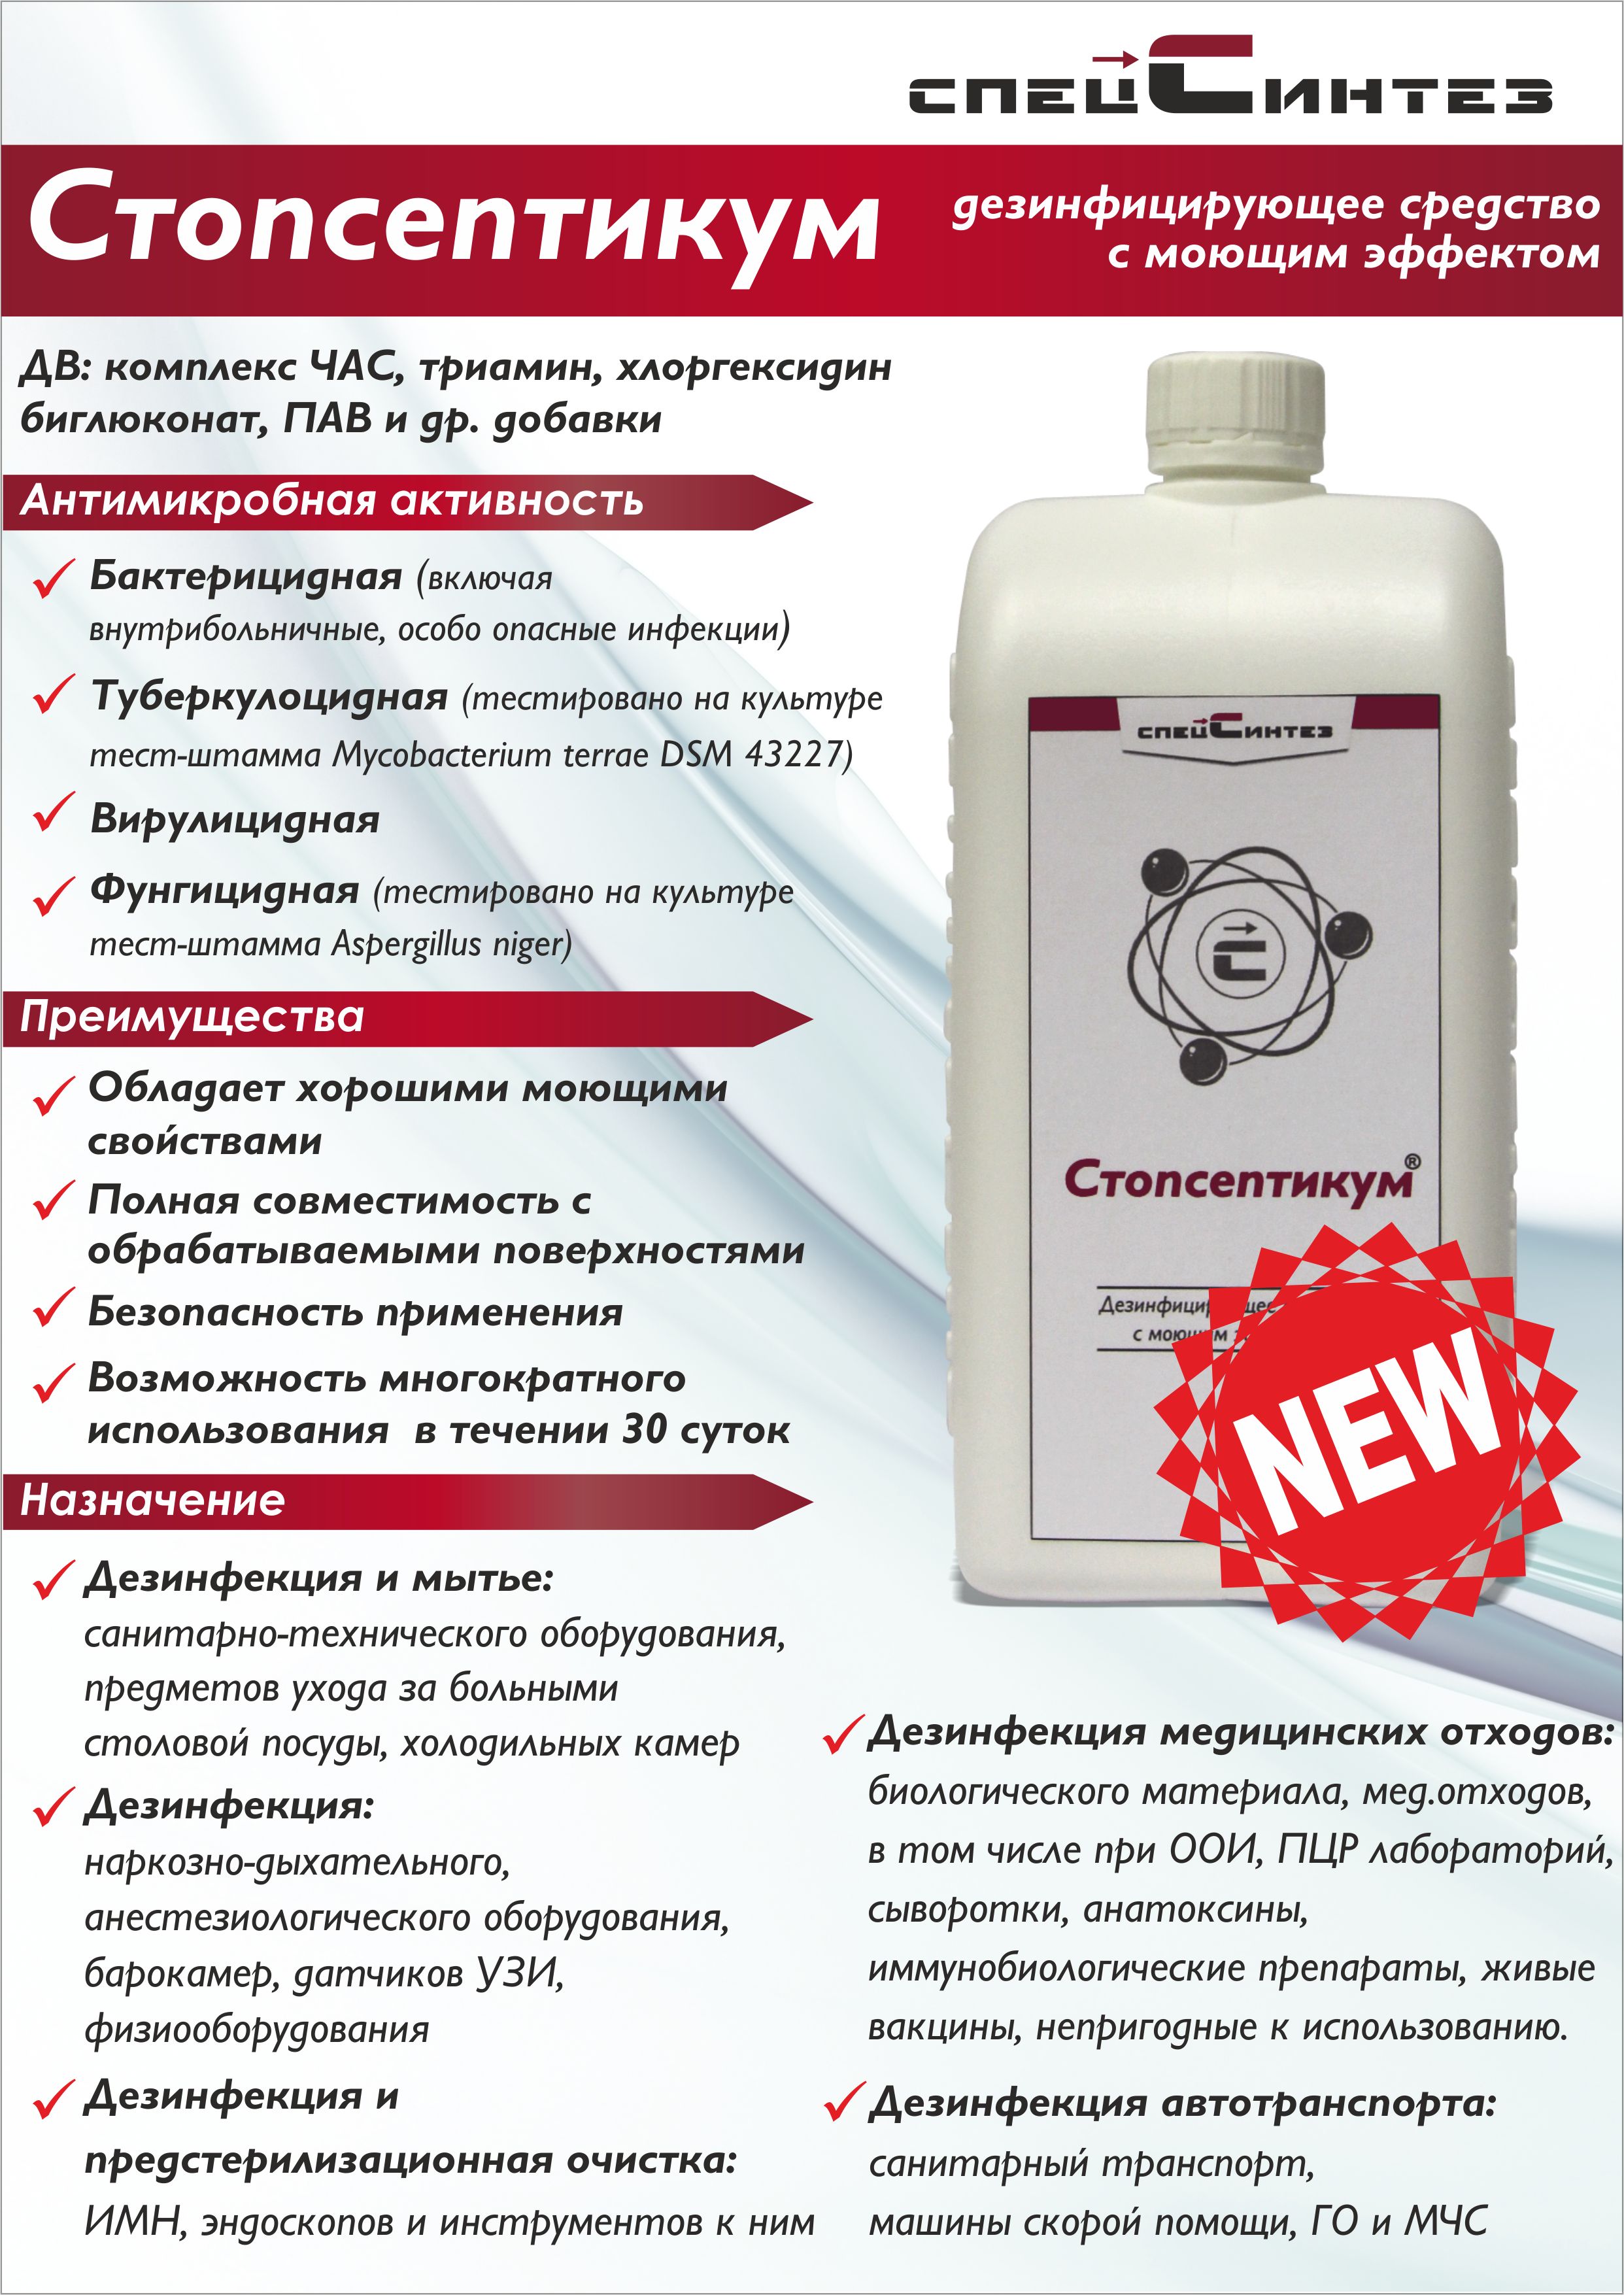 спецСинтез
Стопсептикум
дезинфицирующее средство
с моющим эффектом
ДВ: комплекс ЧАС, триамин, хлоргексидин
биглюконат, ПАВ и др. добавки
Антимикробная активность
Бактерицидная (включая
внутрибольничные, особо опасные инфекции)
Туберкулоцидная (тестировано на культуре
тест-штамма Mycobacterium terrae DSM 43227)
Вирулицидная
Фунгицидная (тестировано на культуре
тест-штамма Aspergillus niger)
Преимущества
Обладает хорошими моющими
свойствами
Полная совместимость с
обрабатываемыми поверхностями
Безопасность применения
Возможность многократного
использования в течении 30 суток
Назначение
Дезинфекция и мытье:
санитарно-технического оборудования,
предметов ухода за больными
столовой посуды, холодильных камер
Дезинфекция:
наркозно-дыхательного,
анестезиологического оборудования,
барокамер, датчиков УЗИ,
физиооборудования
Дезинфекция и
предстерилизационная очистка:
ИМН, эндоскопов и инструментов к ним
спецСинтез
Стопсептикум®
с
NEW
Дезинфекция медицинских отходов:
биологического материала, мед.отходов,
в том числе при ООИ, ПЦР лабораторий,
сыворотки, анатоксины,
иммунобиологические препараты, живые
вакцины, непригодные к использованию.
Дезинфекция автотранспорта:
санитарный транспорт,
машины скорой помощи, ГО и МЧС